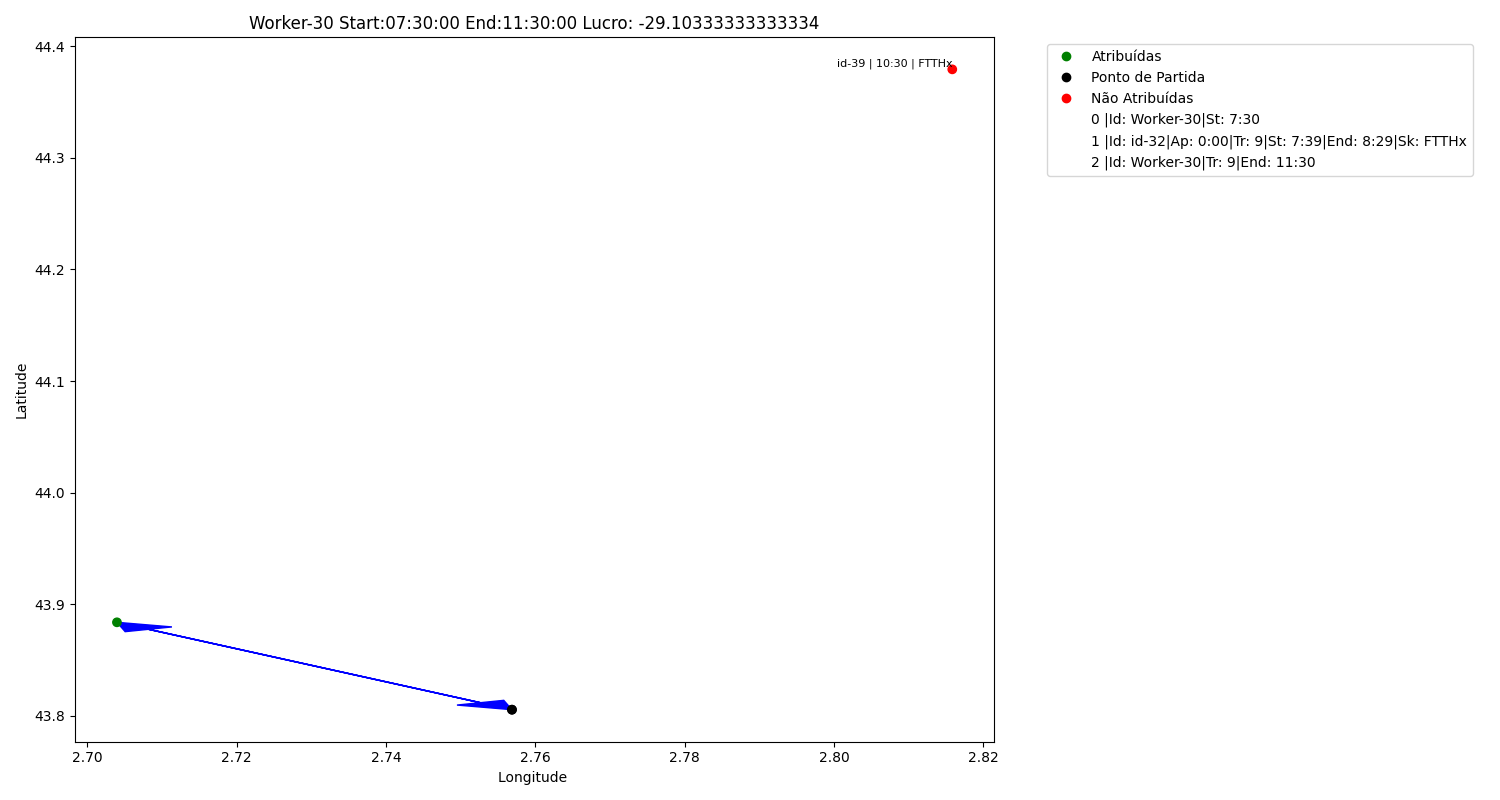 Worker-30 Start:07:30:00 End:11:30:00 Lucro: -29.10333333333334
44.4
44.3
44.2
44.1
44.0
43.9
43.8
Latitude
id-39 | 10:30 | FTTHx
2.70 2.72 2.74 2.76 2.78 2.80 2.82
Longitude
Atribuídas
Ponto de Partida
Não Atribuídas
0 |Id: Worker-30|St: 7:30
1 |Id: id-32|Ap: 0:00|Tr: 9|St: 7:39|End: 8:29|Sk: FTTHx
2 |Id: Worker-30|Tr: 9|End: 11:30